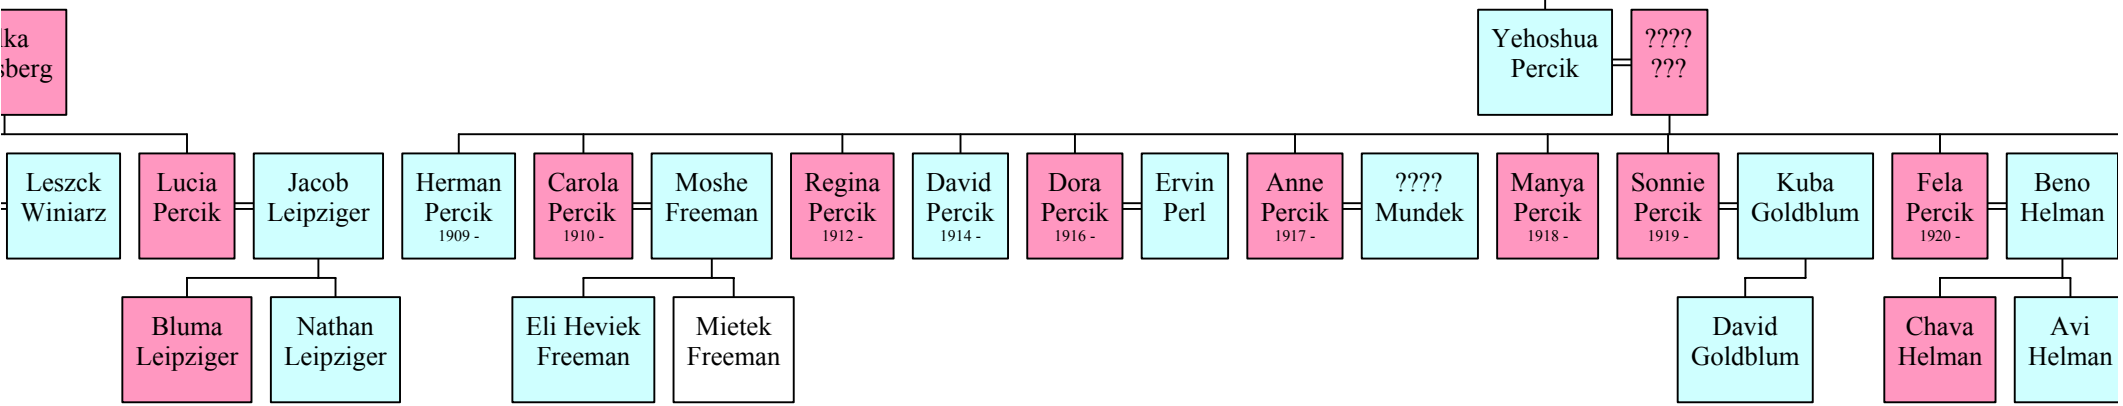 lka
sberg
Yehoshua
Percik
????
???
Leszck
Winiarz
Lucia
Percik
Jacob
Leipziger
Herman
Percik
1909 -
Carola
Percik
1910 -
Moshe
Freeman
Regina
Percik
1912 -
David
Percik
1914 -
Dora
Percik
1916 -
Ervin
Perl
Anne
Percik
1917 -
????
Mundek
Manya
Percik
1918 -
Sonnie
Percik
1919 -
Kuba
Goldblum
Fela
Percik
1920 -
Beno
Helman
Bluma
Leipziger
Nathan
Leipziger
Eli Heviek
Freeman
Mietek
Freeman
David
Goldblum
Chava
Helman
Avi
Helman